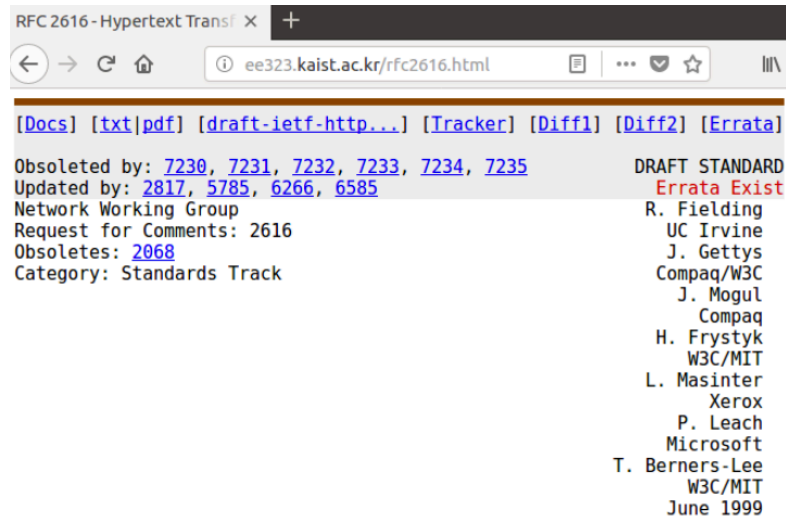 RFC 2616 - Hypertext Transf
ee323.kaist.ac.kr/rfc2616.html
[Docs] [txt|pdf] [draft-ietf-http...] [Tracker] [Diff1] [Diff2] [Errata]
Obsoleted by: 7230, 7231, 7232, 7233, 7234, 7235 DRAFT STANDARD
Updated by: 2817, 5785, 6266, 6585 Errata Exist
Network Working Group R. Fielding
Request for Comments: 2616 UC Irvine
Obsoletes: 2068 J. Gettys
Category: Standards Track Compaq/W3C
J. Mogul
Compaq
H. Frystyk
W3C/MIT
L. Masinter
Xerox
P. Leach
Microsoft
T. Berners-Lee
W3C/MIT
June 1999